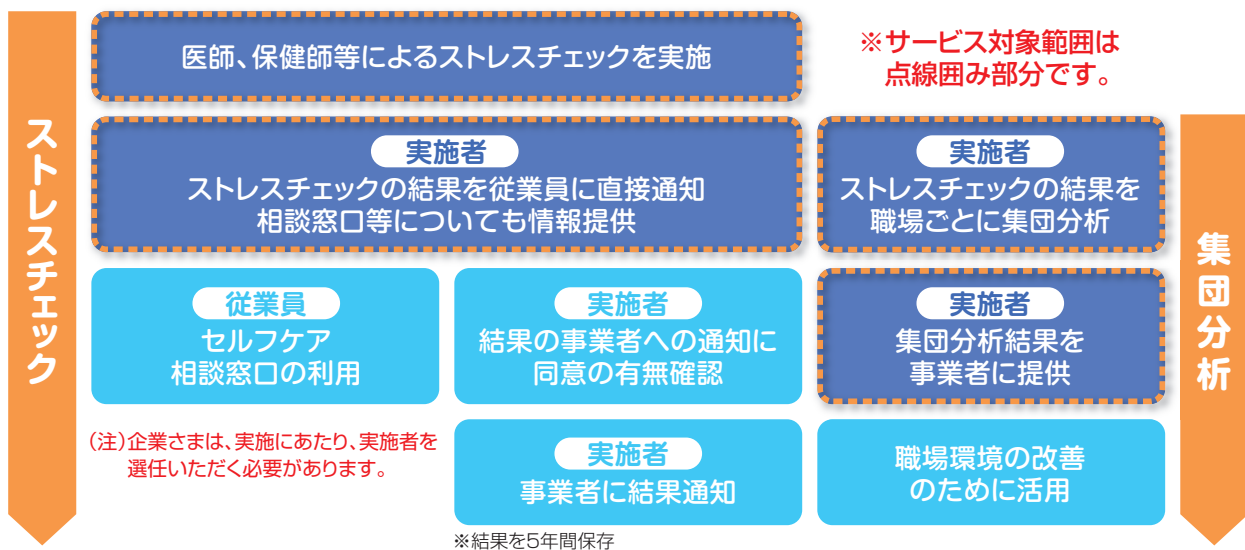 ストレスチェック
医師、保健師等によるストレスチェックを実施
※サービス対象範囲は
点線囲み部分です。
実施者
ストレスチェックの結果を従業員に直接通知
相談窓口等についても情報提供
実施者
ストレスチェックの結果を
職場ごとに集団分析
集団分析
従業員
セルフケア
相談窓口の利用
実施者
結果の事業者への通知に
同意の有無確認
実施者
集団分析結果を
事業者に提供
(注)企業さまは、実施にあたり、実施者を
選任いただく必要があります。
実施者
事業者に結果通知
職場環境の改善
のために活用
※結果を5年間保存